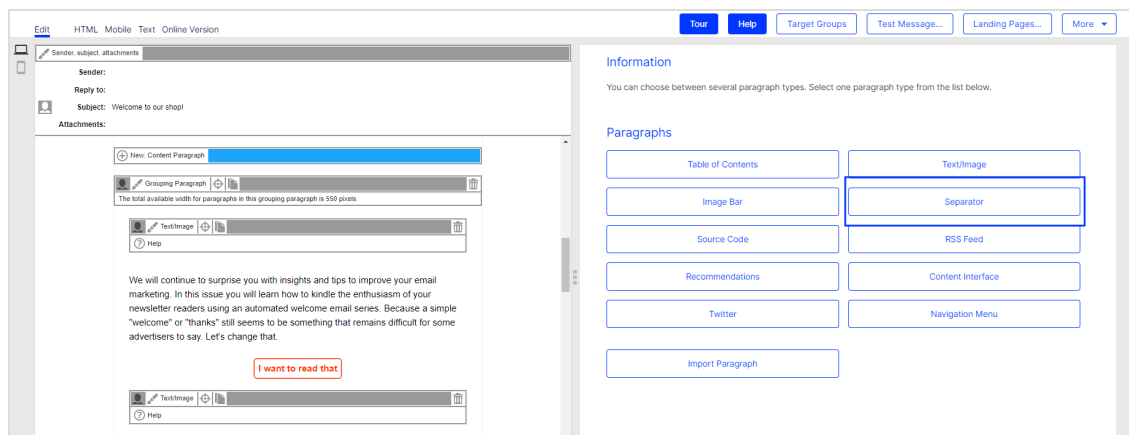 Edit HTML Mobile Text Online Version
Tour Help Target Groups Test Message... Landing Pages... More
Sender, subject, attachments
Sender:
Reply to:
Subject: Welcome to our shop!
Attachments:
New: Content Paragraph
Grouping Paragraph
The total available width for paragraphs in this grouping paragraph is 550 pixels.
Text/Image
Help
We will continue to surprise you with insights and tips to improve your email
marketing. In this issue you will learn how to kindle the enthusiasm of your
newsletter readers using an automated welcome email series. Because a simple
"welcome" or "thanks" still seems to be something that remains difficult for some
advertisers to say. Let's change that.
I want to read that
Text/Image
Help
Information
You can choose between several paragraph types. Select one paragraph type from the list below.
Paragraphs
Table of Contents Text/Image
Image Bar Separator
Source Code RSS Feed
Recommendations Content Interface
Twitter Navigation Menu
Import Paragraph